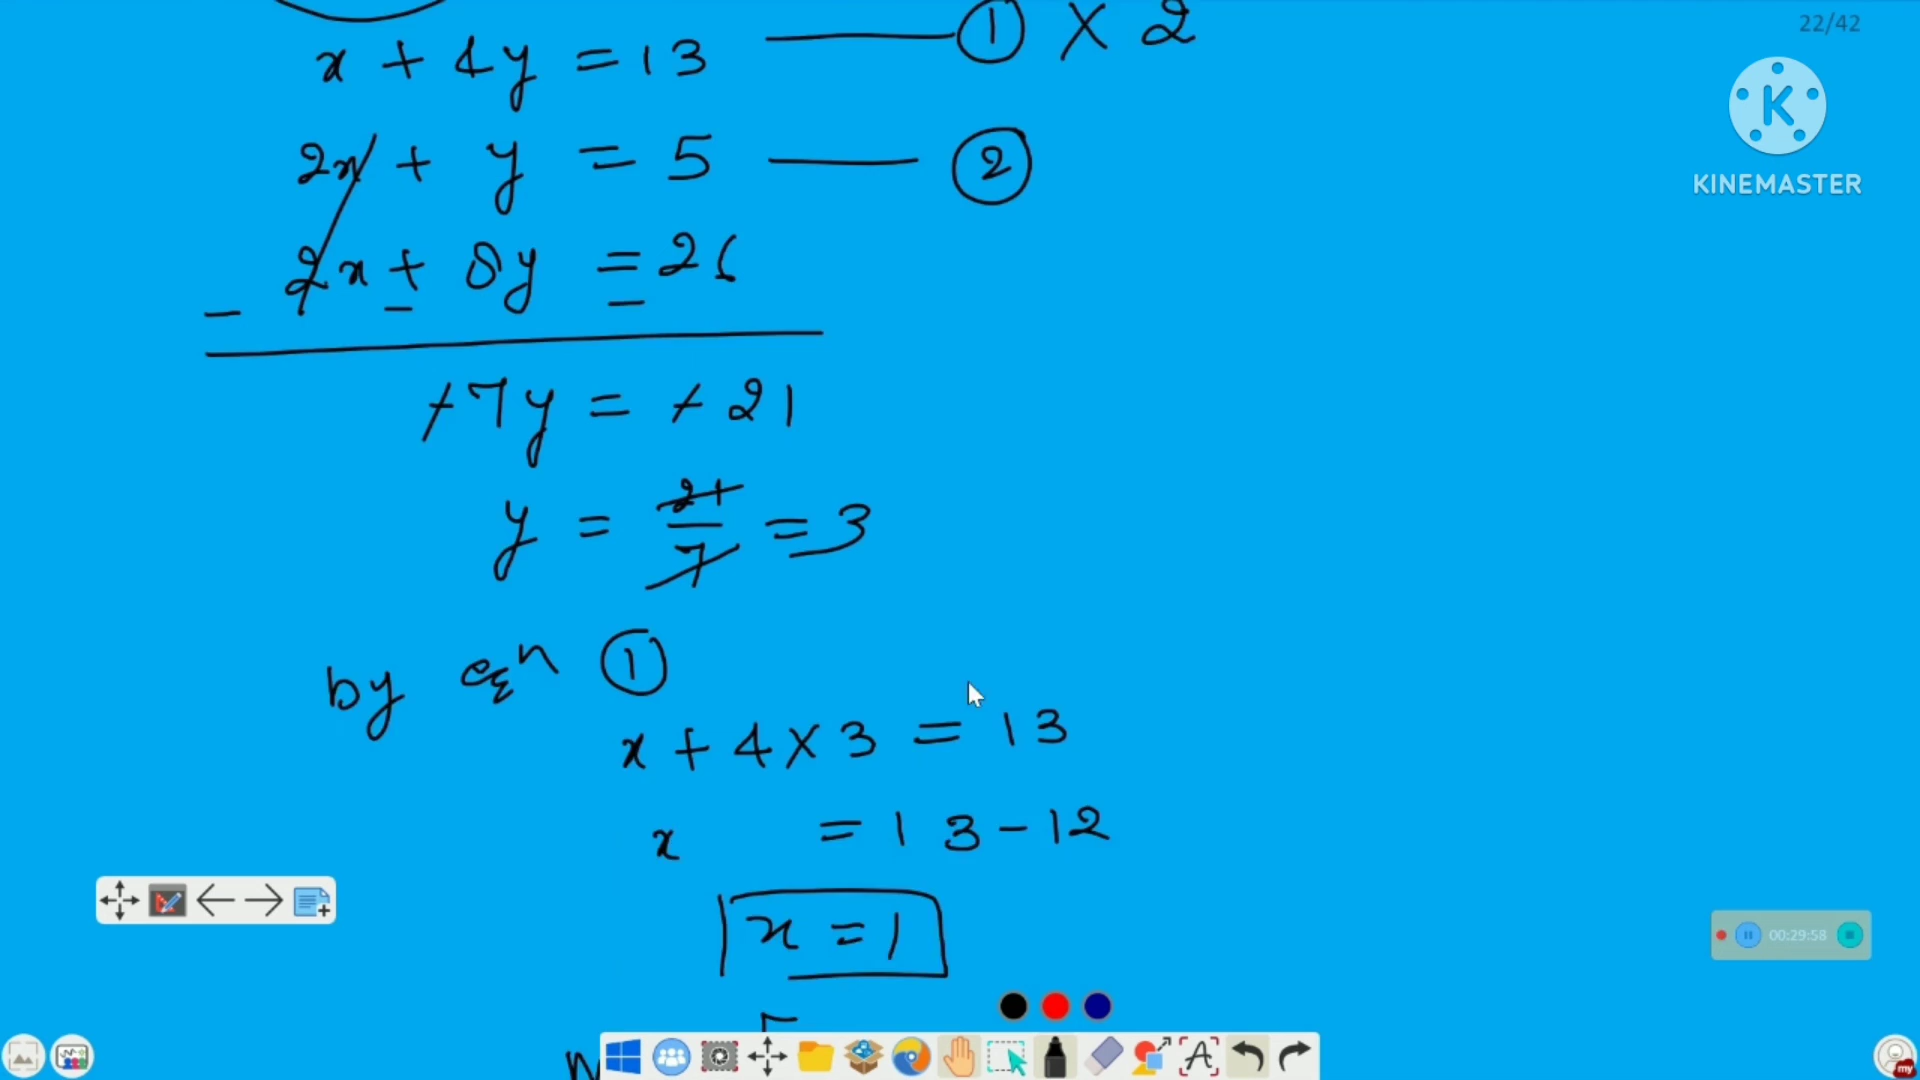 22/42
x + 4y = 13 —— ① X 2
KINEMASTER
2x + y = 5 —— ②
2x + 8y = 26
- - -
-7y = -21
y = 21/7 = 3
by eqn ①
x + 4 X 3 = 13
x = 13 - 12
x = 1
00:29:58